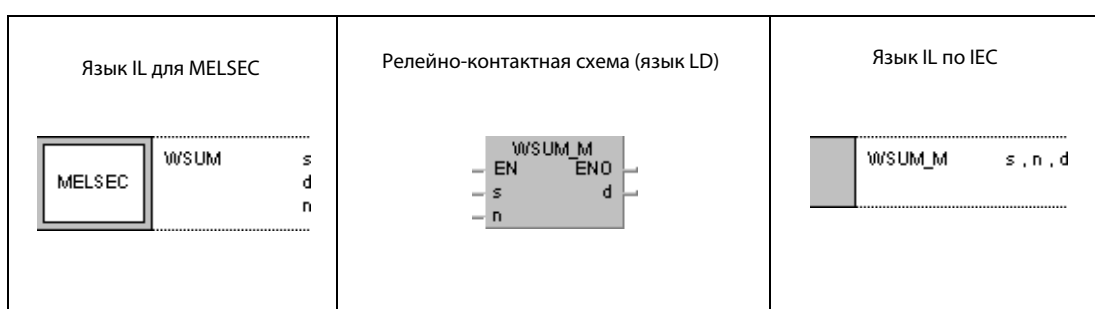 Язык IL для MELSEC
MELSEC
WSUM s
d
n
Релейно-контактная схема (язык LD)
WSUM_M
EN ENO
s d
n
Язык IL по IEC
WSUM_M s , n , d